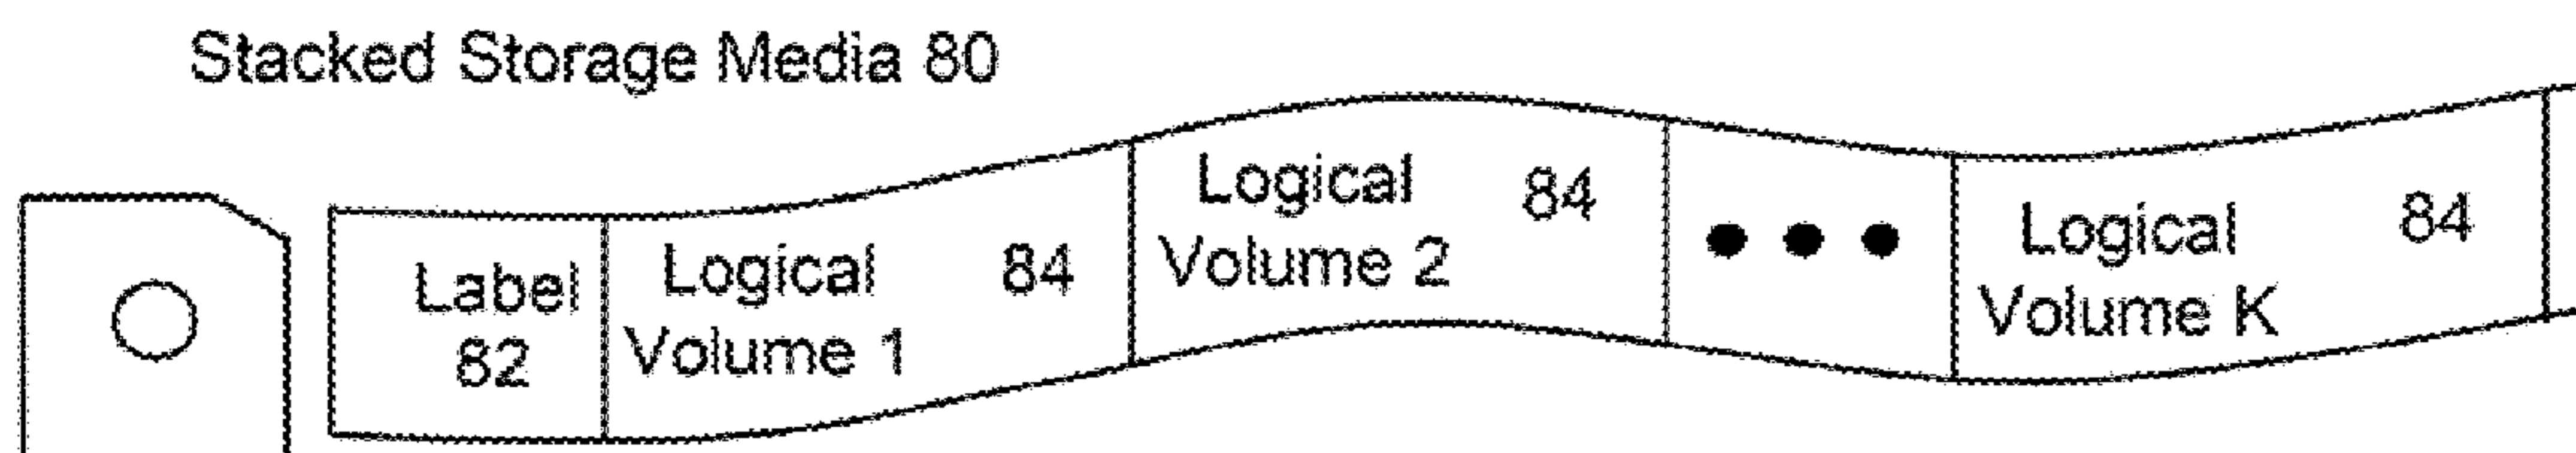 Stacked Storage Media 80
Label
82
Logical
Volume 1
84
Logical
Volume 2
84
Logical
Volume K
84